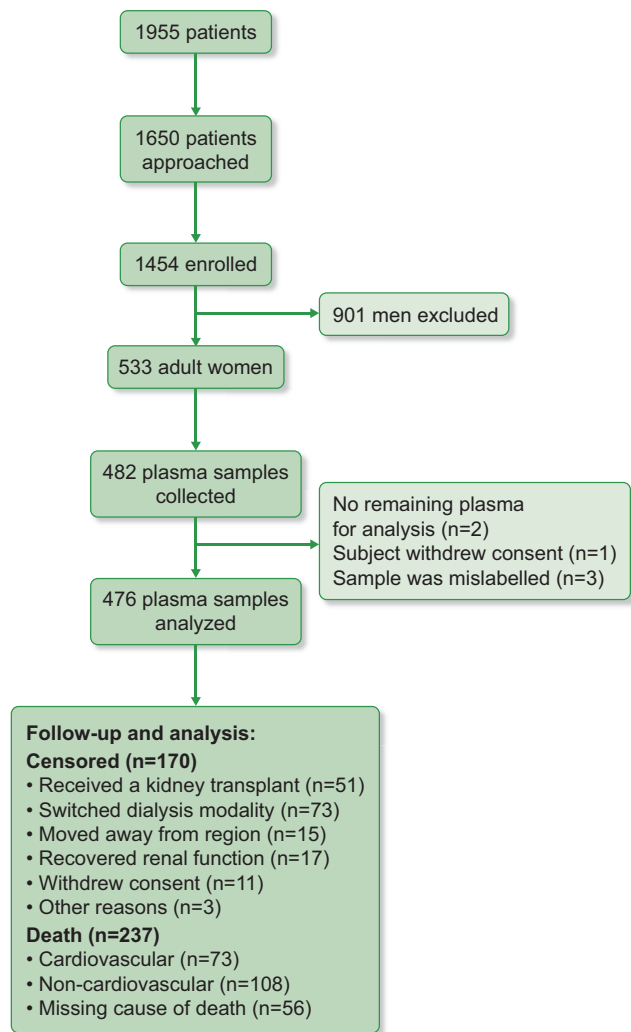 1955 patients
1650 patients
approached
1454 enrolled
901 men excluded
533 adult women
482 plasma samples
collected
No remaining plasma
for analysis (n=2)
Subject withdrew consent (n=1)
Sample was mislabelled (n=3)
476 plasma samples
analyzed
Follow-up and analysis:
Censored (n=170)
• Received a kidney transplant (n=51)
• Switched dialysis modality (n=73)
• Moved away from region (n=15)
• Recovered renal function (n=17)
• Withdrew consent (n=11)
• Other reasons (n=3)
Death (n=237)
• Cardiovascular (n=73)
• Non-cardiovascular (n=108)
• Missing cause of death (n=56)